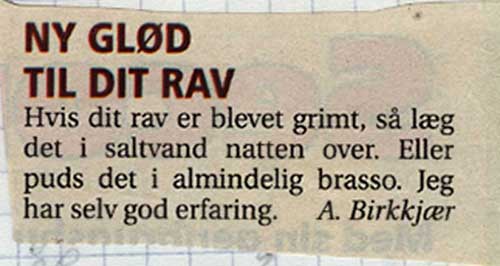 NY GLØD
TIL DIT RAV
Hvis dit rav er blevet grimt, så læg
det i saltvand natten over. Eller
puds det i almindelig brasso. Jeg
har selv god erfaring. A. Birkkjær